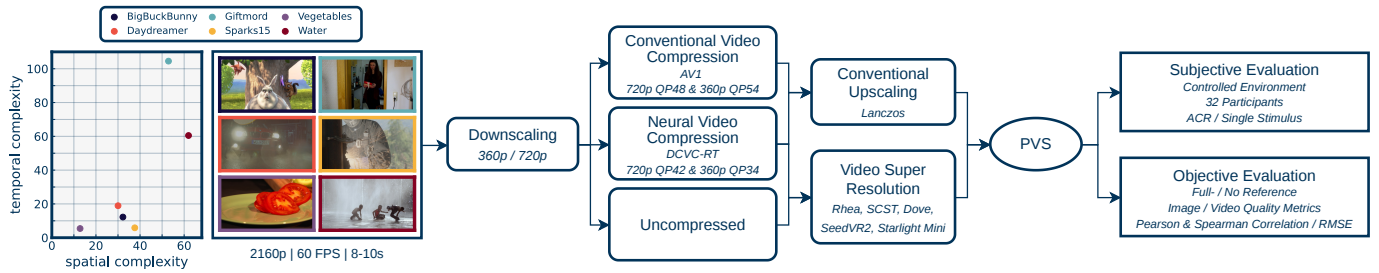 BigBuckBunny
Giftmord
Vegetables
Daydreamer
Sparks15
Water
temporal complexity
100
80
60
40
20
0
0
20
40
60
spatial complexity
2160p | 60 FPS | 8-10s
Downscaling
360p / 720p
Conventional Video
Compression
AV1
720p QP48 & 360p QP54
Neural Video
Compression
DCVC-RT
720p QP42 & 360p QP34
Uncompressed
Conventional
Upscaling
Lanczos
Video Super
Resolution
Rhea, SCST, Dove,
SeedVR2, Starlight Mini
PVS
Subjective Evaluation
Controlled Environment
32 Participants
ACR / Single Stimulus
Objective Evaluation
Full- / No Reference
Image / Video Quality Metrics
Pearson & Spearman Correlation / RMSE